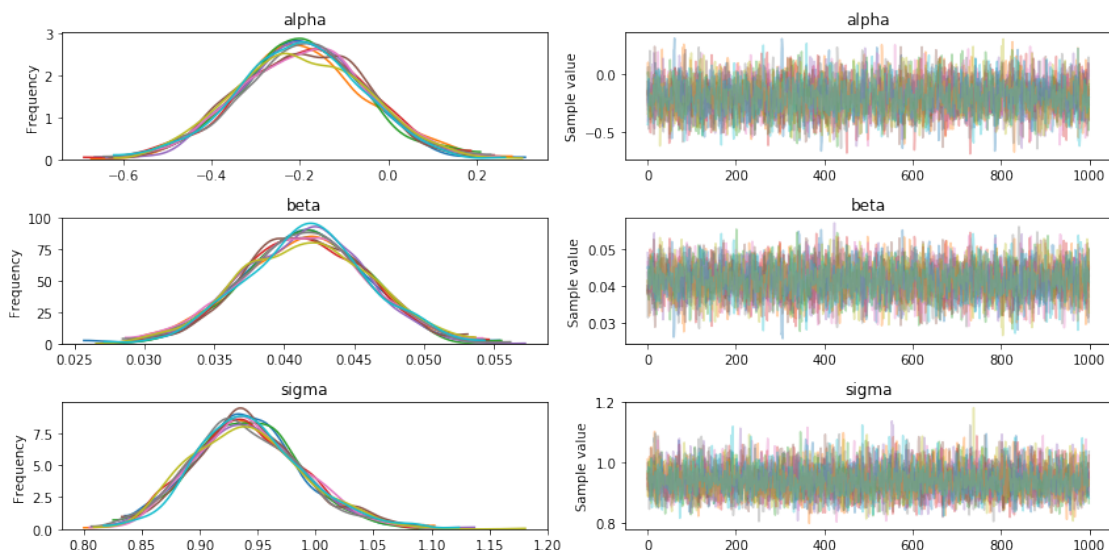 alpha
Frequency
3
2
1
0
−0.6 −0.4 −0.2 0.0 0.2
alpha
Sample value
0.0
−0.5
0 200 400 600 800 1000
beta
Frequency
100
75
50
25
0
0.025 0.030 0.035 0.040 0.045 0.050 0.055
beta
Sample value
0.05
0.04
0.03
0 200 400 600 800 1000
sigma
Frequency
7.5
5.0
2.5
0.0
0.80 0.85 0.90 0.95 1.00 1.05 1.10 1.15 1.20
sigma
Sample value
1.2
1.0
0.8
0 200 400 600 800 1000